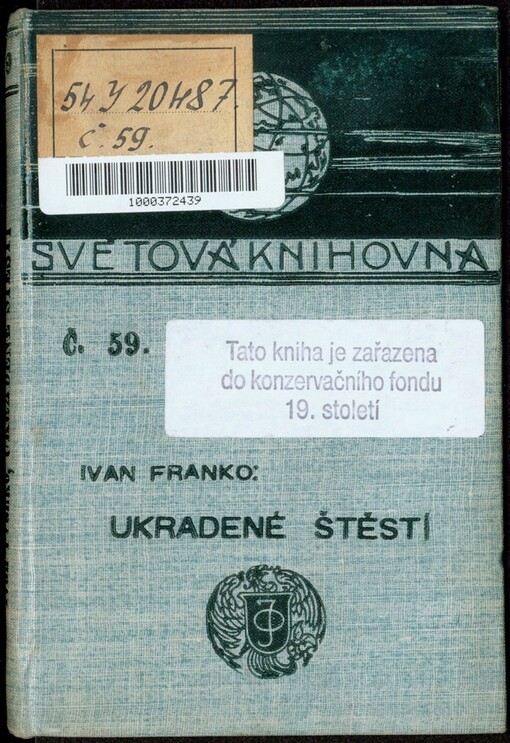 54 J 20487.
č. 59.
1000372439
SVĚTOVÁ KNIHOVNA
Č. 59.
Tato kniha je zařazena
do konzervačního fondu
19. století
IVAN FRANKO:
UKRADENÉ ŠTĚSTÍ